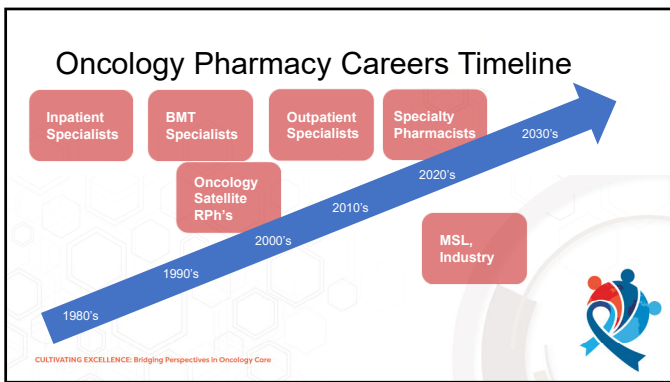 Oncology Pharmacy Careers Timeline
Inpatient
Specialists
BMT
Specialists
Outpatient
Specialists
Specialty
Pharmacists
2030's
2020's
Oncology
Satellite
RPh's
2010's
2000's
MSL,
Industry
1990's
1980's
CULTIVATING EXCELLENCE: Bridging Perspectives in Oncology Care